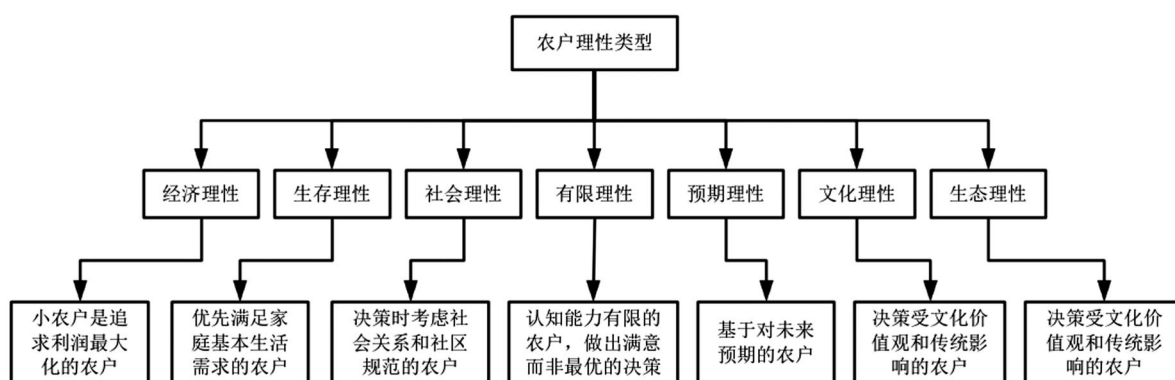 农户理性类型
经济理性
生存理性
社会理性
有限理性
预期理性
文化理性
生态理性
小农户是追
求利润最大
化的农户
优先满足家
庭基本生活
需求的农户
决策时考虑社
会关系和社区
规范的农户
认知能力有限的
农户，做出满意
而非最优的决策
基于对未来
预期的农户
决策受文化价
值观和传统影
响的农户
决策受文化价
值观和传统影
响的农户